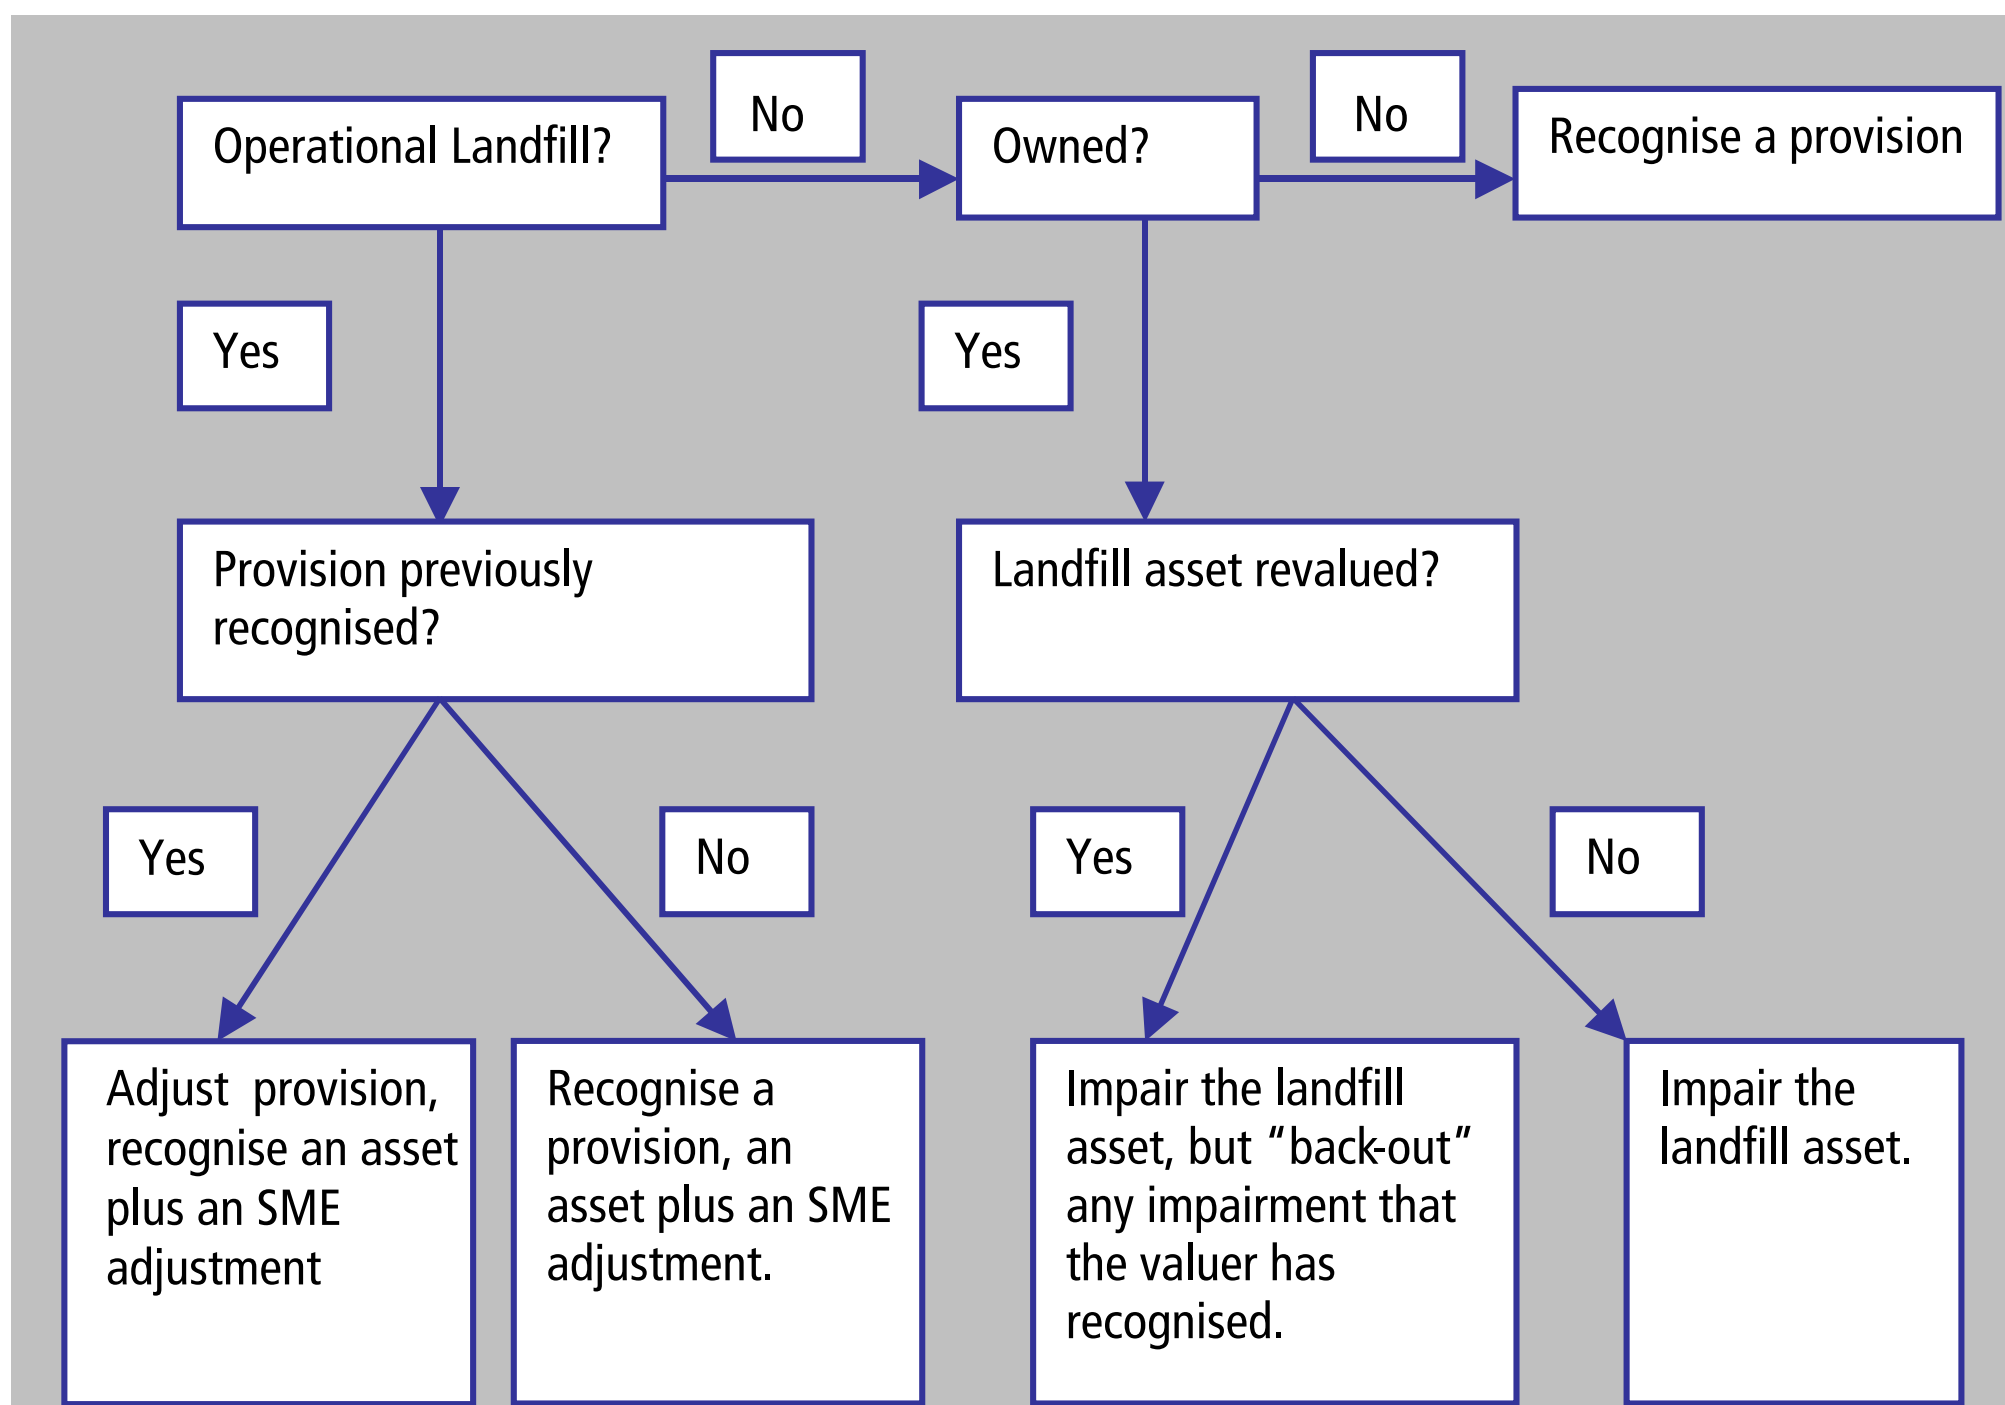 Operational Landfill?
No
Owned?
No
Recognise a provision
Yes
Yes
Provision previously
recognised?
Landfill asset revalued?
Yes
No
Yes
No
Adjust  provision,
recognise an asset
plus an SME
adjustment
Recognise a
provision, an
asset plus an SME
adjustment.
Impair the landfill
asset, but “back-out”
any impairment that
the valuer has
recognised.
Impair the
landfill asset.